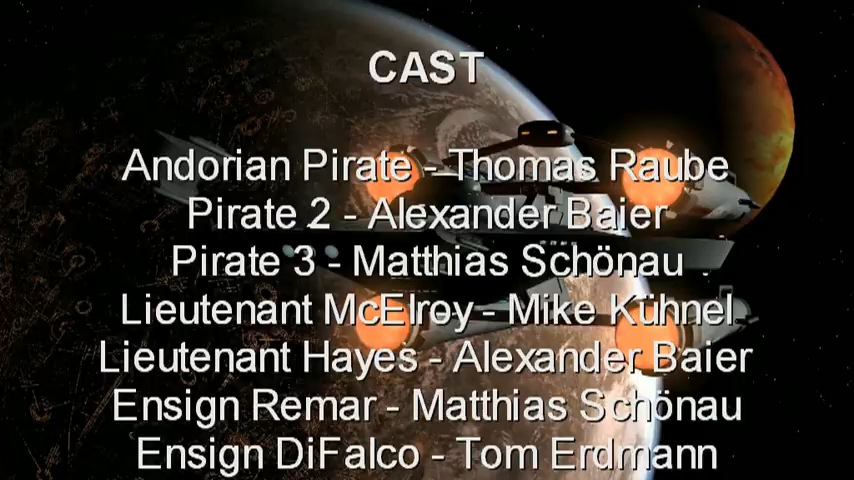 CAST
Andorian Pirate - Thomas Raube
Pirate 2 - Alexander Baier
Pirate 3 - Matthias Schönau
Lieutenant McElroy - Mike Kühnel
Lieutenant Hayes - Alexander Baier
Ensign Remar - Matthias Schönau
Ensign DiFalco - Tom Erdmann